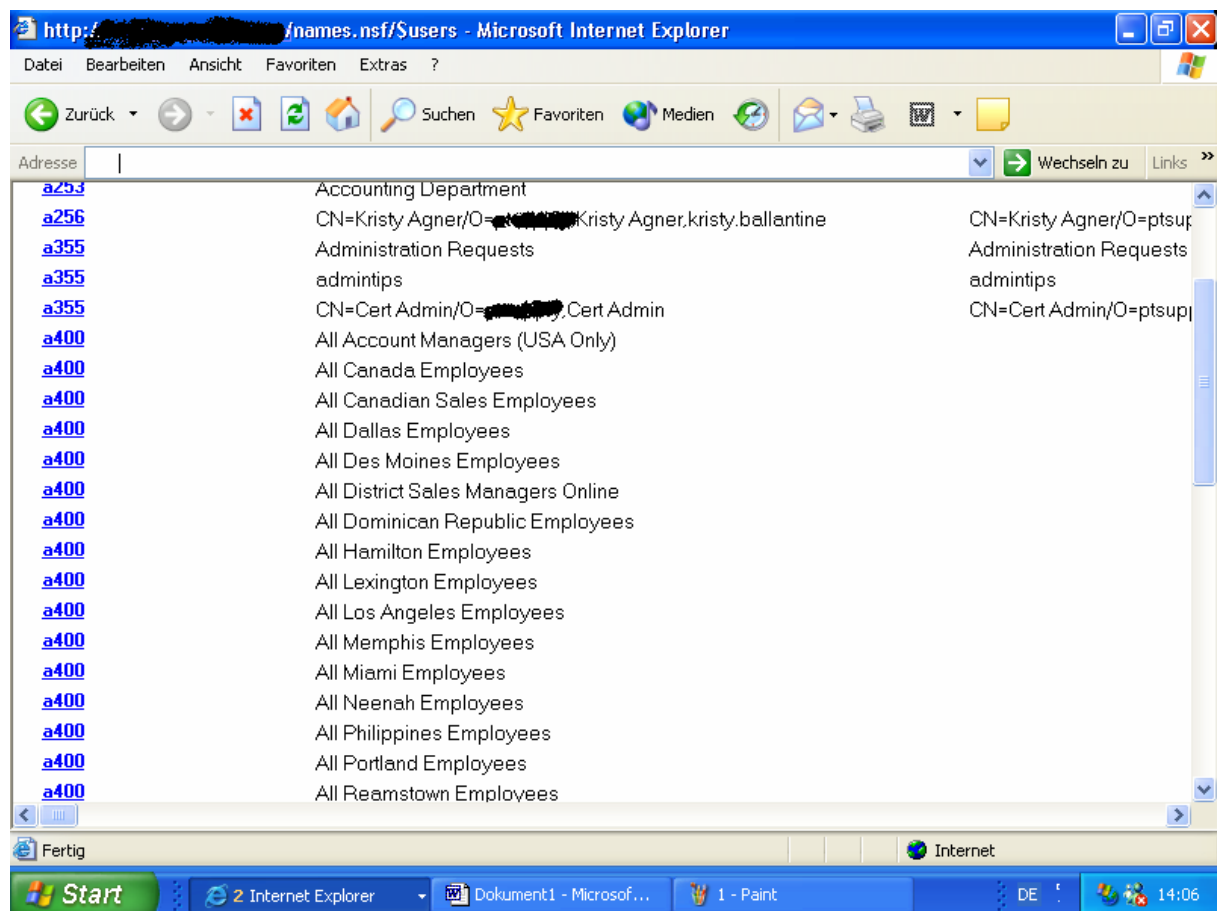 http:/ /names.nsf/$users - Microsoft Internet Explorer
Datei Bearbeiten Ansicht Favoriten Extras ?
Zurück Suchen Favoriten Medien
Adresse Wechseln zu Links »
a253 Accounting Department
a256 CN=Kristy Agner/O= Kristy Agner,kristy.ballantine CN=Kristy Agner/O=ptsup
a355 Administration Requests Administration Requests
a355 admintips admintips
a355 CN=Cert Admin/O= ,Cert Admin CN=Cert Admin/O=ptsup
a400 All Account Managers (USA Only)
a400 All Canada Employees
a400 All Canadian Sales Employees
a400 All Dallas Employees
a400 All Des Moines Employees
a400 All District Sales Managers Online
a400 All Dominican Republic Employees
a400 All Hamilton Employees
a400 All Lexington Employees
a400 All Los Angeles Employees
a400 All Memphis Employees
a400 All Miami Employees
a400 All Neenah Employees
a400 All Philippines Employees
a400 All Portland Employees
a400 All Reamstown Employees
Fertig Internet
Start 2 Internet Explorer Dokument1 - Microsof... 1 - Paint DE 14:06